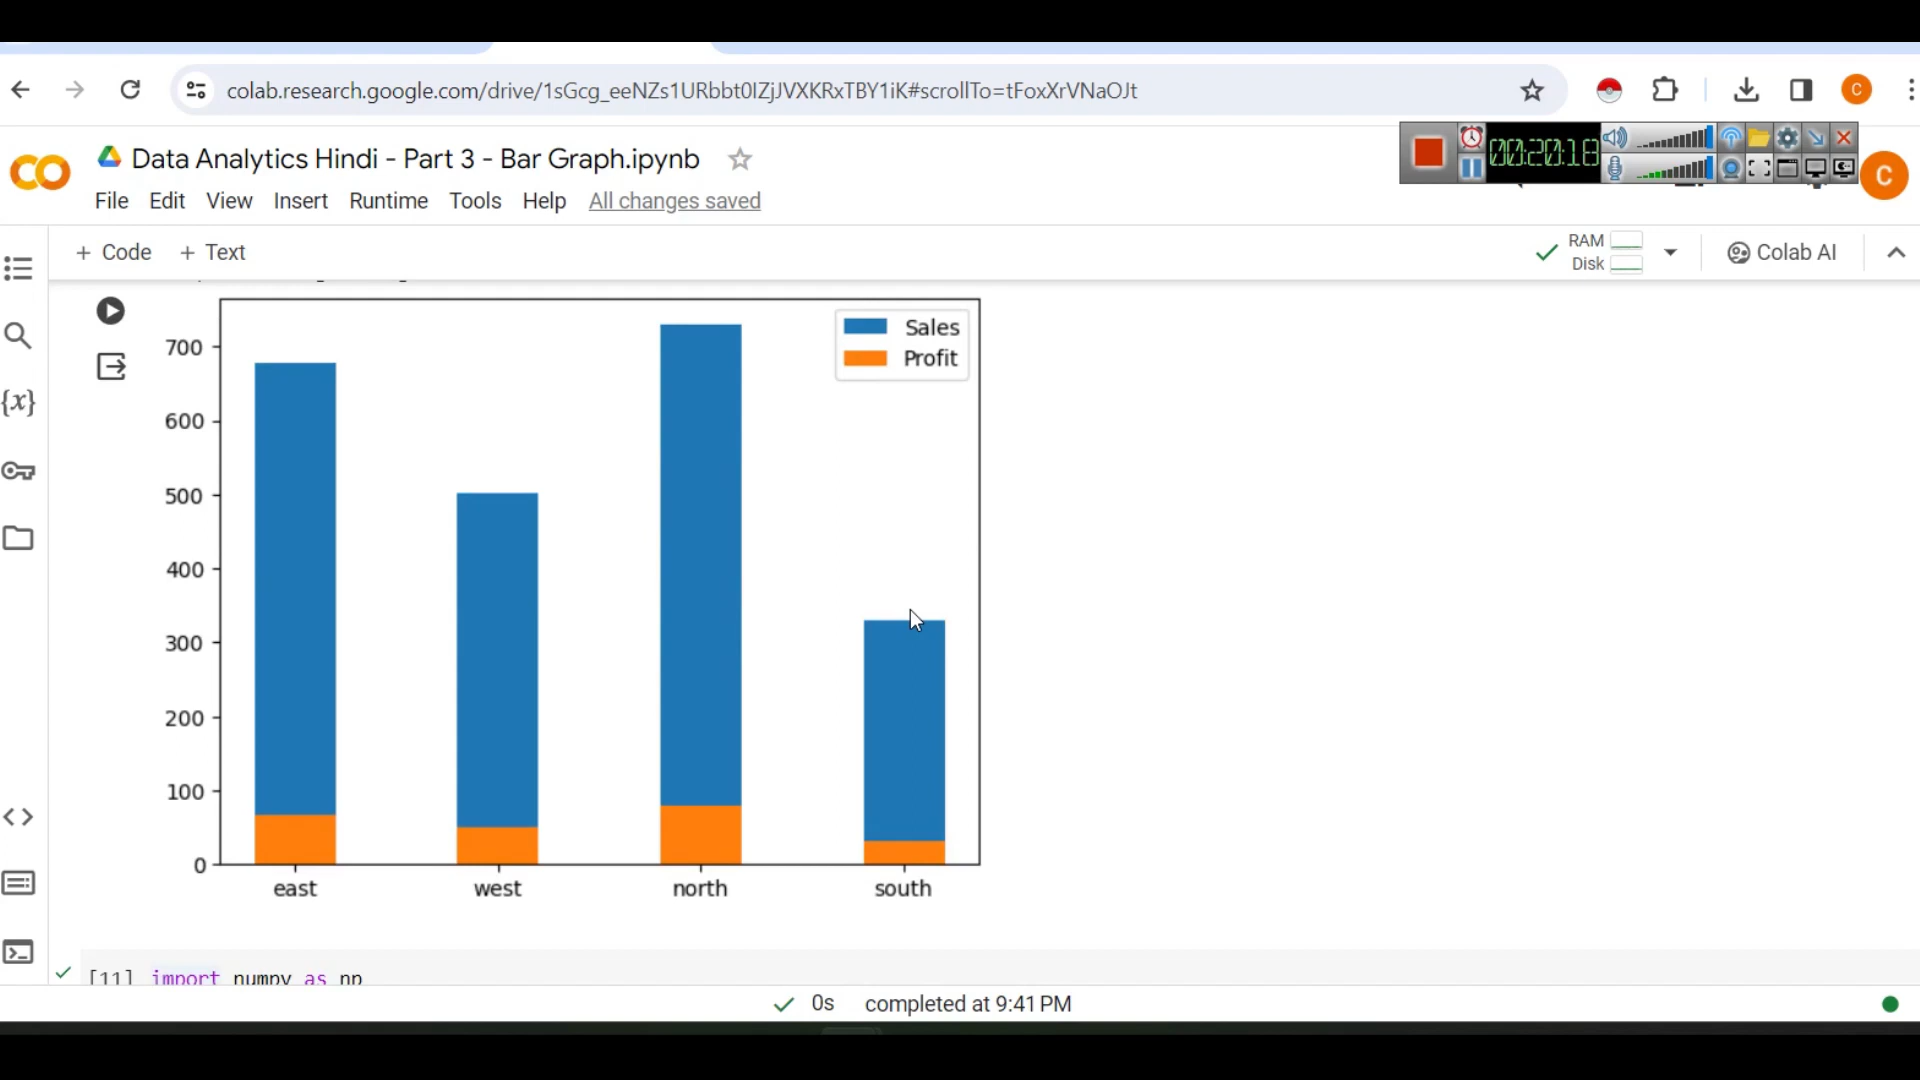 colab.research.google.com/drive/1sGcg_eeNZs1URbbt0IZjJVXKRxTBY1iK#scrollTo=tFoxXrVNaOJt
C
00:20:18
Data Analytics Hindi - Part 3 - Bar Graph.ipynb
C
File Edit View Insert Runtime Tools Help All changes saved
+ Code + Text
RAM
Disk
Colab AI
{x}
Sales
Profit
700
600
500
400
300
200
100
0
east west north south
[11] import numpy as np
0s completed at 9:41 PM